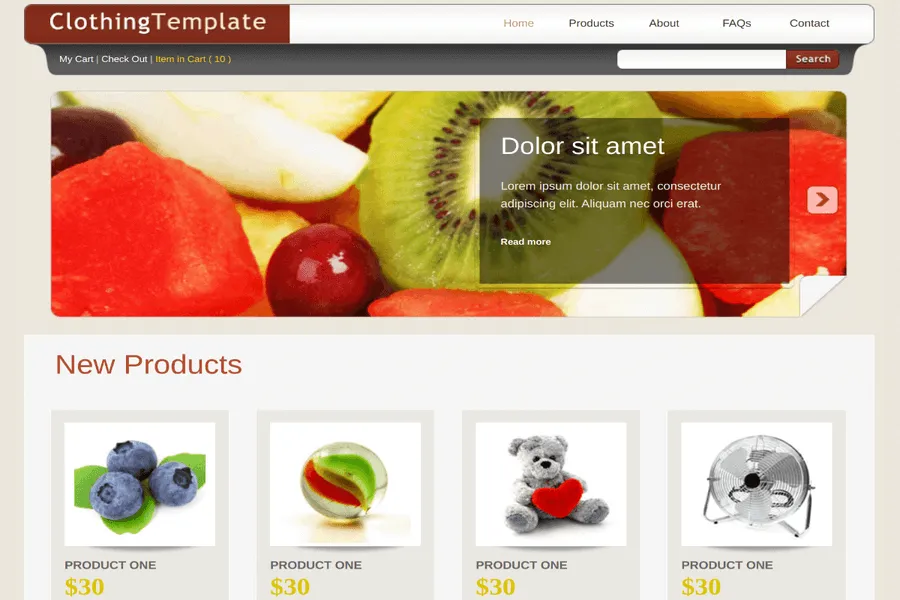 ClothingTemplate
Home Products About FAQs Contact
My Cart | Check Out | Item in Cart ( 10 )
Search
Dolor sit amet
Lorem ipsum dolor sit amet, consectetur
adipiscing elit. Aliquam nec orci erat.
Read more
New Products
PRODUCT ONE PRODUCT ONE PRODUCT ONE PRODUCT ONE
$30 $30 $30 $30